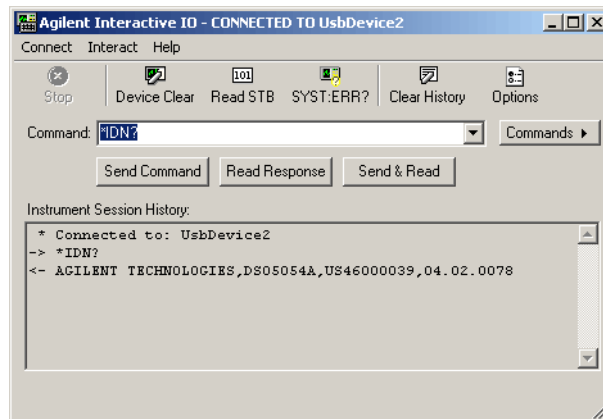 Agilent Interactive IO - CONNECTED TO UsbDevice2
Connect Interact Help
101
Stop Device Clear Read STB SYST:ERR? Clear History Options
Command: *IDN? Commands
Send Command Read Response Send & Read
Instrument Session History:
* Connected to: UsbDevice2
-> *IDN?
<- AGILENT TECHNOLOGIES,DSO5054A,US46000039,04.02.0078